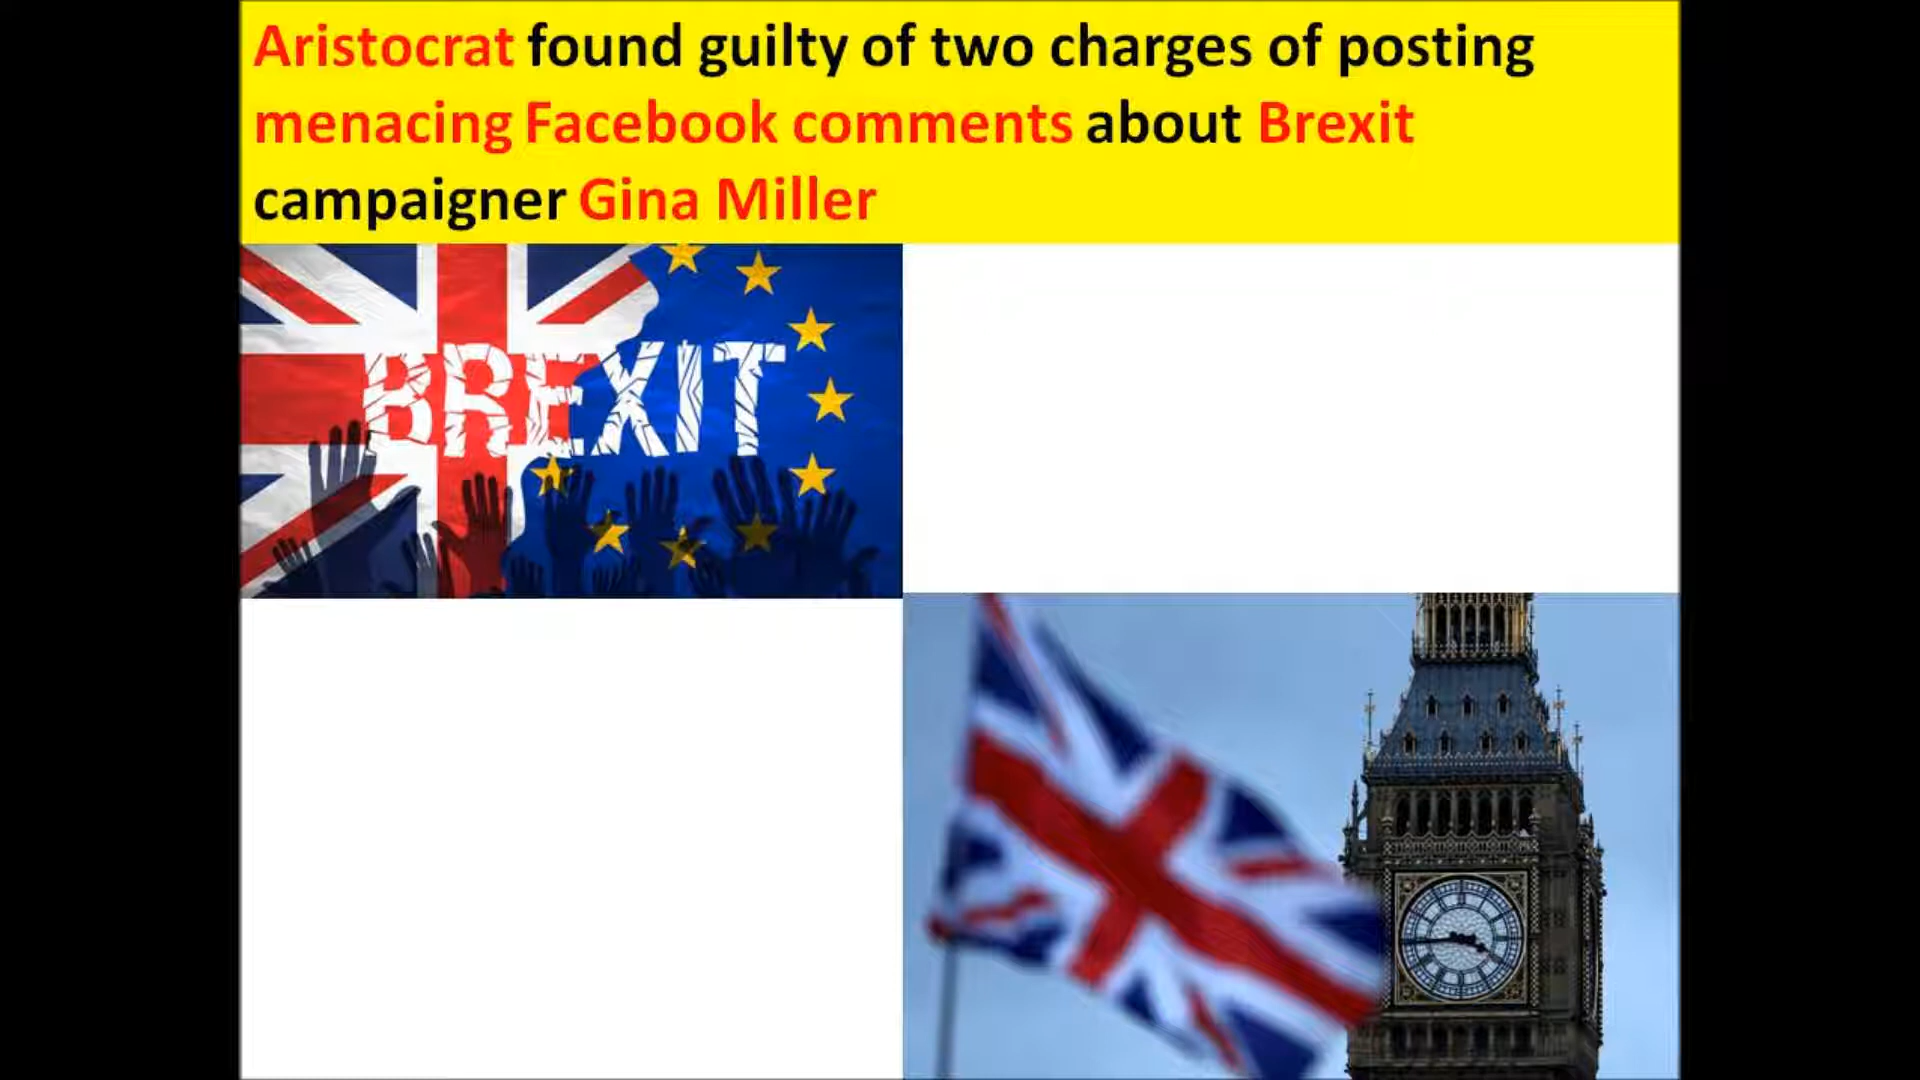 Aristocrat found guilty of two charges of posting
menacing Facebook comments about Brexit
campaigner Gina Miller
BREXIT